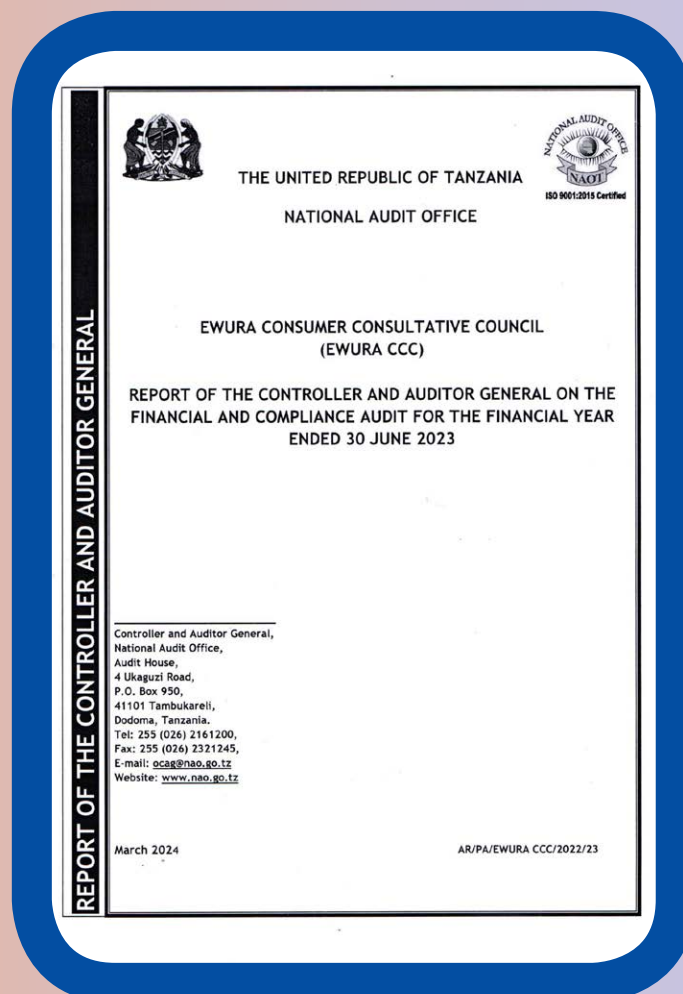 REPORT OF THE CONTROLLER AND AUDITOR GENERAL
NATIONAL AUDIT OFFICE
NAOT
ISO 9001:2015 Certified
THE UNITED REPUBLIC OF TANZANIA
NATIONAL AUDIT OFFICE
EWURA CONSUMER CONSULTATIVE COUNCIL
(EWURA CCC)
REPORT OF THE CONTROLLER AND AUDITOR GENERAL ON THE
FINANCIAL AND COMPLIANCE AUDIT FOR THE FINANCIAL YEAR
ENDED 30 JUNE 2023
Controller and Auditor General,
National Audit Office,
Audit House,
4 Ukaguzi Road,
P.O. Box 950,
41101 Tambukareli,
Dodoma, Tanzania.
Tel: 255 (026) 2161200,
Fax: 255 (026) 2321245,
E-mail: ocag@nao.go.tz
Website: www.nao.go.tz
March 2024
AR/PA/EWURA CCC/2022/23